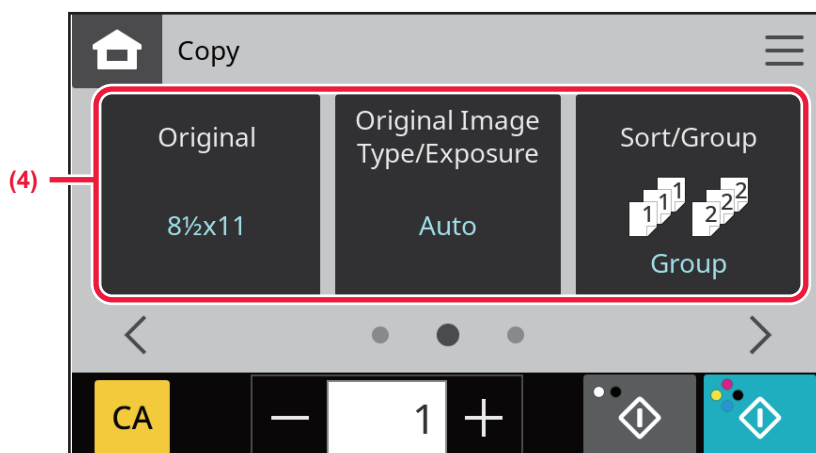 Copy
Original
8½x11
Original Image
Type/Exposure
Auto
Sort/Group
1 1 1 2 2 2
Group
(4)
CA
1